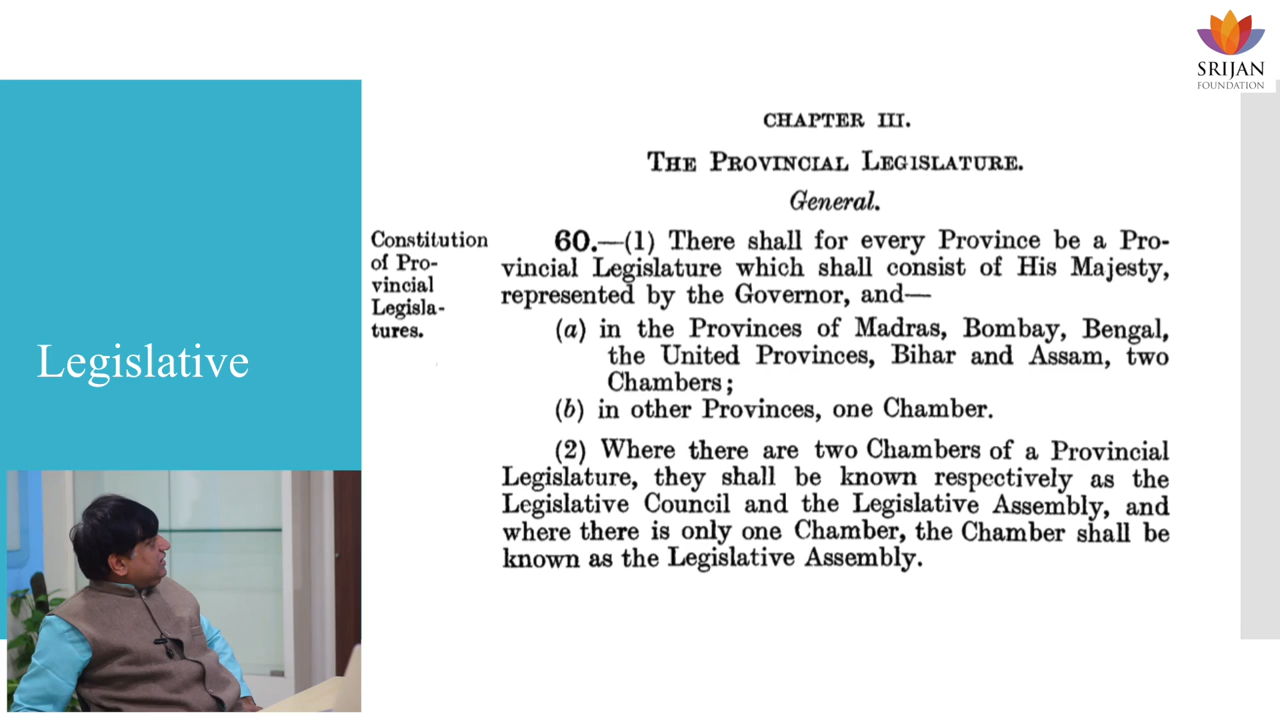 SRIJAN
FOUNDATION
Legislative
CHAPTER III.
THE PROVINCIAL LEGISLATURE.
General.
Constitution
of Pro-
vincial
Legisla-
tures.
60.—(1) There shall for every Province be a Pro-
vincial Legislature which shall consist of His Majesty,
represented by the Governor, and—
(a) in the Provinces of Madras, Bombay, Bengal,
the United Provinces, Bihar and Assam, two
Chambers;
(b) in other Provinces, one Chamber.
(2) Where there are two Chambers of a Provincial
Legislature, they shall be known respectively as the
Legislative Council and the Legislative Assembly, and
where there is only one Chamber, the Chamber shall be
known as the Legislative Assembly.